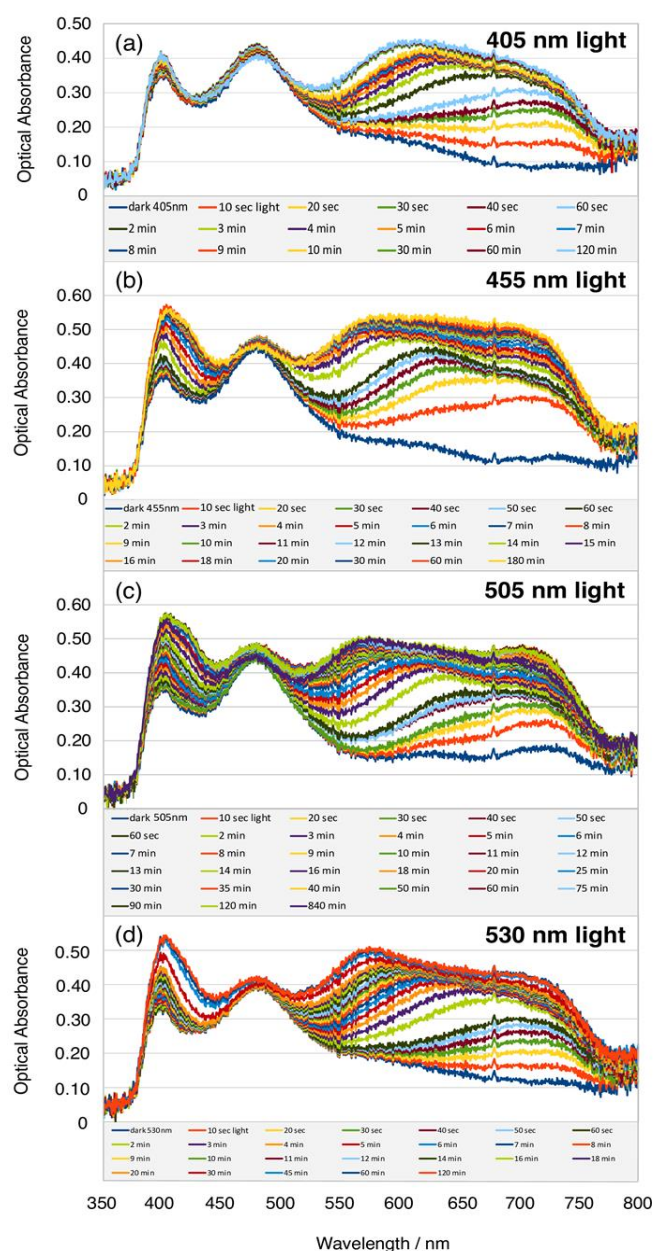 (a) 405 nm light
Optical Absorbance
0.50
0.40
0.30
0.20
0.10
0
dark 405nm 10 sec light 20 sec 30 sec 40 sec 60 sec
2 min 3 min 4 min 5 min 6 min 7 min
8 min 9 min 10 min 30 min 60 min 120 min
(b) 455 nm light
Optical Absorbance
0.60
0.50
0.40
0.30
0.20
0.10
0
dark 455nm 10 sec light 20 sec 30 sec 40 sec 50 sec 60 sec
2 min 3 min 4 min 5 min 6 min 7 min 8 min
9 min 10 min 11 min 12 min 13 min 14 min 15 min
16 min 18 min 20 min 30 min 60 min 180 min
(c) 505 nm light
Optical Absorbance
0.60
0.50
0.40
0.30
0.20
0.10
0
dark 505nm 10 sec light 20 sec 30 sec 40 sec 50 sec
60 sec 2 min 3 min 4 min 5 min 6 min
7 min 8 min 9 min 10 min 11 min 12 min
13 min 14 min 16 min 18 min 20 min 25 min
30 min 35 min 40 min 50 min 60 min 75 min
90 min 120 min 840 min
(d) 530 nm light
Optical Absorbance
0.50
0.40
0.30
0.20
0.10
0
dark 530nm 10 sec light 20 sec 30 sec 40 sec 50 sec 60 sec
2 min 3 min 4 min 5 min 6 min 7 min 8 min
9 min 10 min 11 min 12 min 14 min 16 min 18 min
20 min 30 min 45 min 60 min 120 min
350 400 450 500 550 600 650 700 750 800
Wavelength / nm